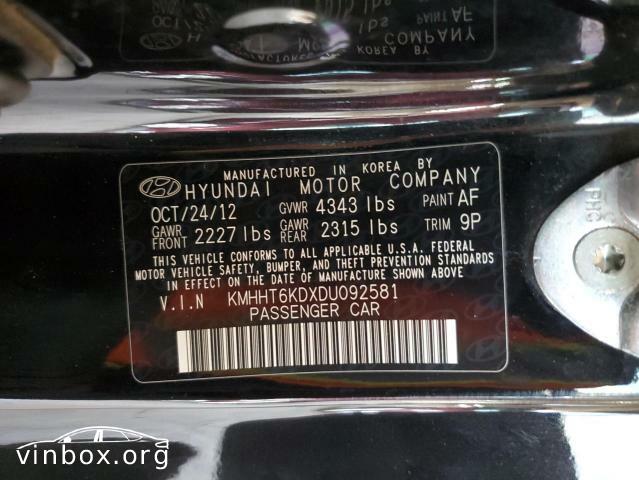 MANUFACTURED IN KOREA BY
HYUNDAI MOTOR COMPANY
OCT/24/12 GVWR 4343 lbs PAINT AF
GAWR FRONT 2227 lbs GAWR REAR 2315 lbs TRIM 9P
THIS VEHICLE CONFORMS TO ALL APPLICABLE U.S.A. FEDERAL
MOTOR VEHICLE SAFETY, BUMPER, AND THEFT PREVENTION STANDARDS
IN EFFECT ON THE DATE OF MANUFACTURE SHOWN ABOVE.
V.I.N KMHHT6KDXDU092581
PASSENGER CAR
PHC
vinbox.org